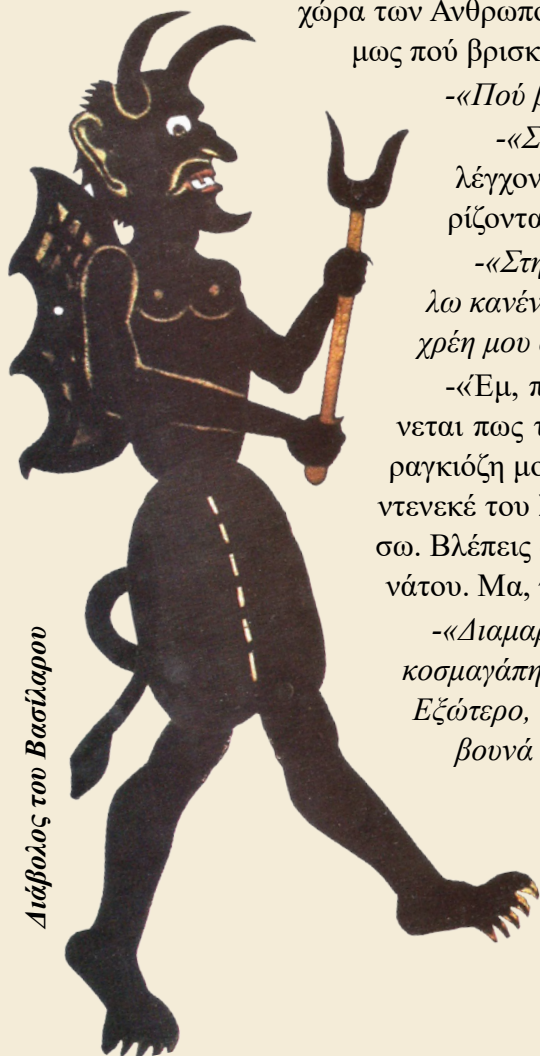 χώρα των Ανθρωπο
μως πού βρισκ
-«Πού β
-«Σ
λέγχον
ρίζοντα
-«Στη
λω κανέν
χρέη μου
-«Έμ, π
νεται πως τ
ραγκιόζη μο
ντενεκέ του
σω. Βλέπεις
νάτου. Μα,
-«Διαμαρ
κοσμαγάπη
Εξώτερο,
βουνά
Διάβολος του Βασίλαρου